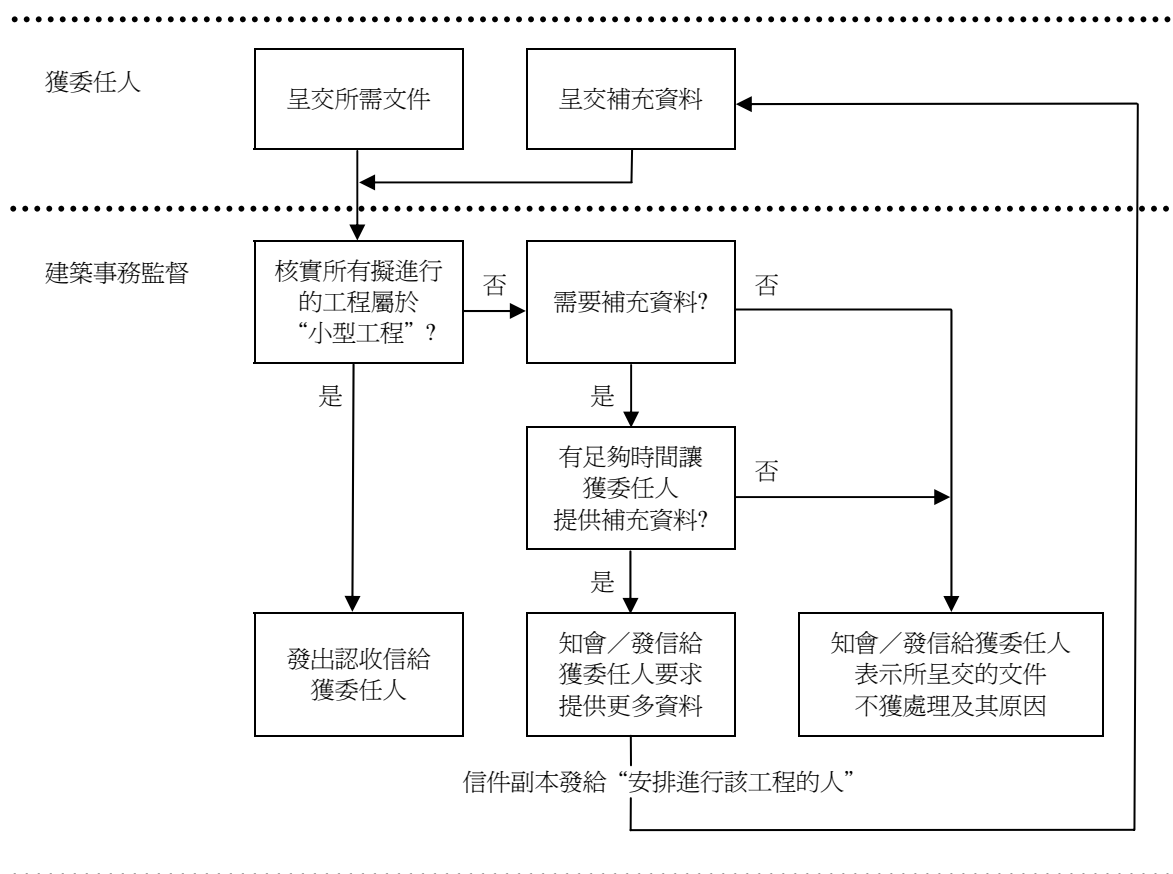 獲委任人
呈交所需文件
呈交補充資料
建築事務監督
核實所有擬進行
的工程屬於
“小型工程”?
否
需要補充資料?
否
是
是
有足夠時間讓
獲委任人
提供補充資料?
否
是
發出認收信給
獲委任人
知會／發信給
獲委任人要求
提供更多資料
知會／發信給獲委任人
表示所呈交的文件
不獲處理及其原因
信件副本發給“安排進行該工程的人”